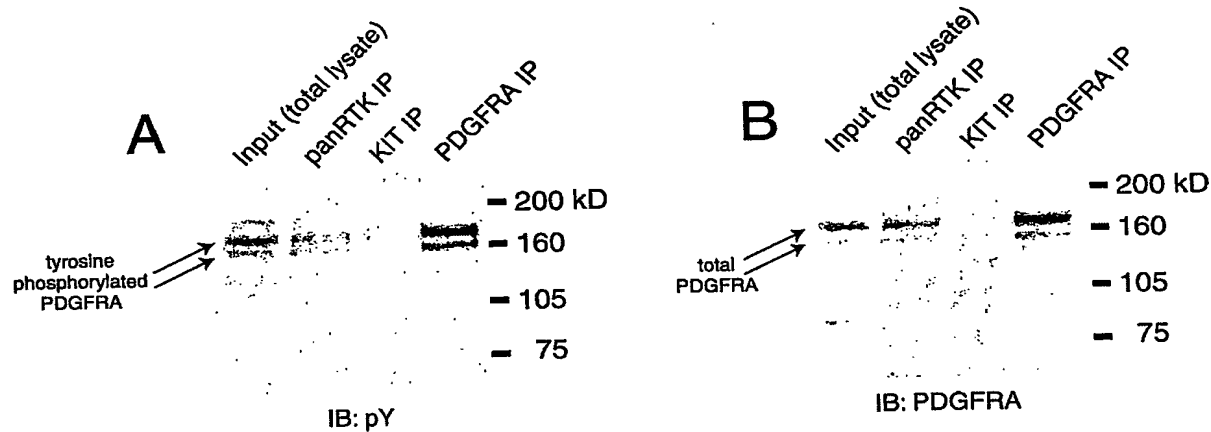 A
Input (total lysate)
panRTK IP
KIT IP
PDGFRA IP
200 kD
160
105
75
tyrosine
phosphorylated
PDGFRA
IB: pY
B
Input (total lysate)
panRTK IP
KIT IP
PDGFRA IP
200 kD
160
105
75
total
PDGFRA
IB: PDGFRA